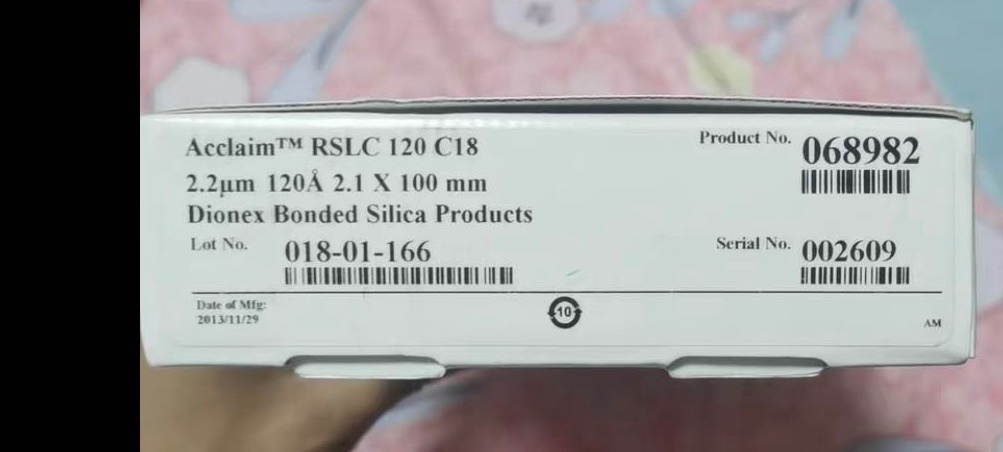 Acclaim™ RSLC 120 C18
2.2µm 120Å 2.1 X 100 mm
Dionex Bonded Silica Products
Lot No. 018-01-166
Product No. 068982
Serial No. 002609
Date of Mfg:
2013/11/29
10
AM